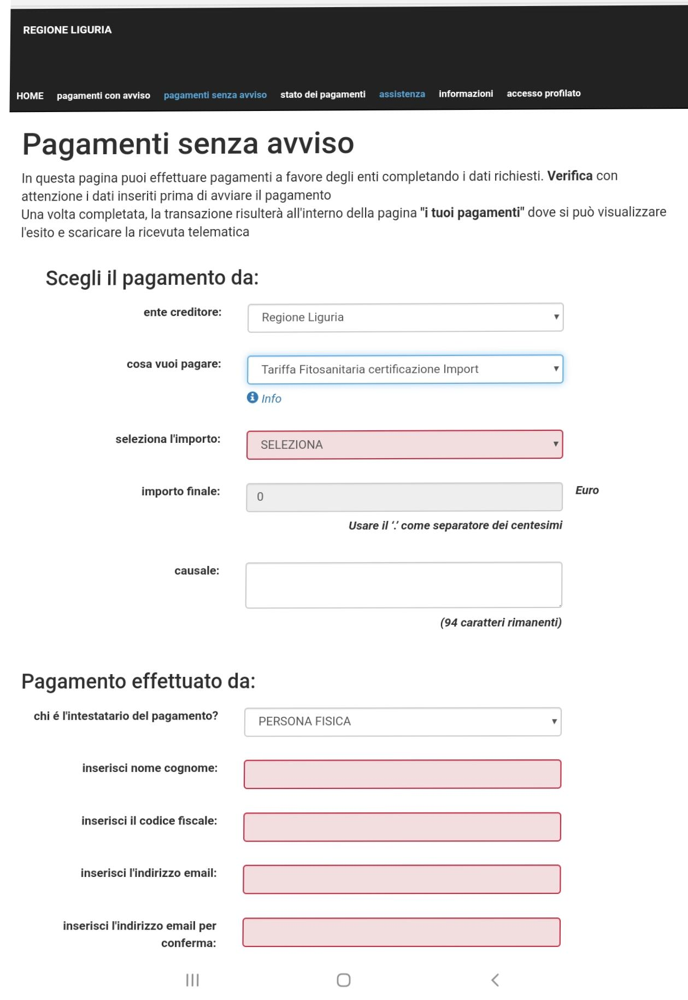 REGIONE LIGURIA
HOME pagamenti con avviso pagamenti senza avviso stato dei pagamenti assistenza informazioni accesso profilato
Pagamenti senza avviso
In questa pagina puoi effettuare pagamenti a favore degli enti completando i dati richiesti. Verifica con
attenzione i dati inseriti prima di avviare il pagamento
Una volta completata, la transazione risulterà all'interno della pagina "i tuoi pagamenti" dove si può visualizzare
l'esito e scaricare la ricevuta telematica
Scegli il pagamento da:
ente creditore: Regione Liguria
cosa vuoi pagare: Tariffa Fitosanitaria certificazione Import
Info
seleziona l'importo: SELEZIONA
importo finale: 0 Euro
Usare il ‘.’ come separatore dei centesimi
causale:
(94 caratteri rimanenti)
Pagamento effettuato da:
chi é l'intestatario del pagamento? PERSONA FISICA
inserisci nome cognome:
inserisci il codice fiscale:
inserisci l'indirizzo email:
inserisci l'indirizzo email per
conferma: